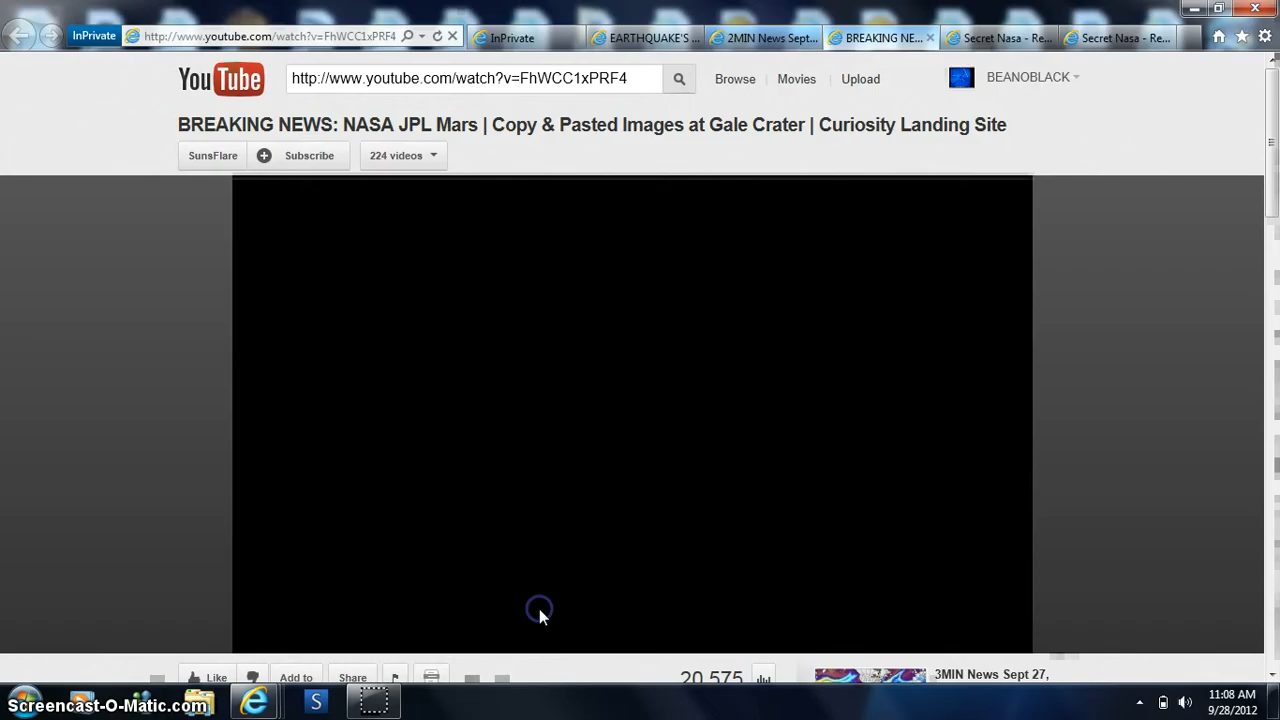 InPrivate
http://www.youtube.com/watch?v=FhWCC1xPRF4
InPrivate
EARTHQUAKE'S ...
2MIN News Sept...
BREAKING NE...
Secret Nasa - Re...
Secret Nasa - Re...
YouTube
http://www.youtube.com/watch?v=FhWCC1xPRF4
Browse
Movies
Upload
BEANOBLACK
BREAKING NEWS: NASA JPL Mars | Copy & Pasted Images at Gale Crater | Curiosity Landing Site
SunsFlare
Subscribe
224 videos
Like
Add to
Share
20,575
3MIN News Sept 27,
S
11:08 AM
9/28/2012
Screencast-O-Matic.com